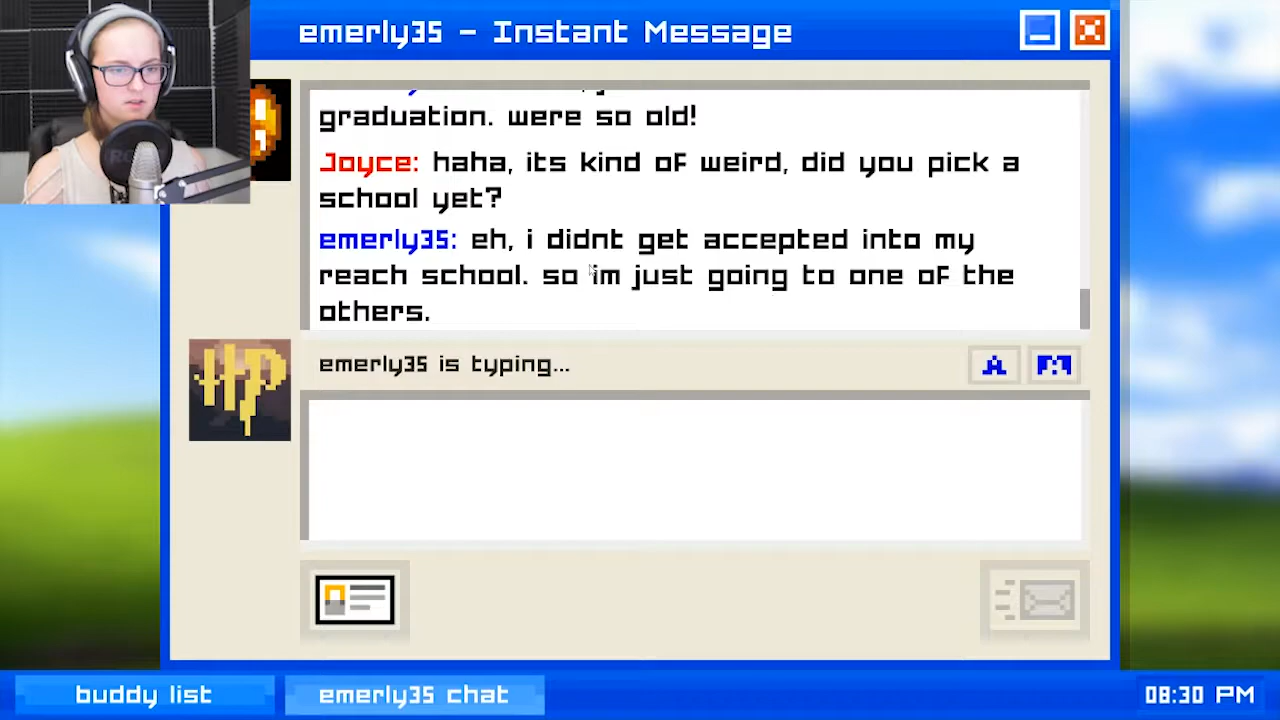 emerly35 - Instant Message
graduation. were so old!
Joyce: haha, its kind of weird, did you pick a
school yet?
emerly35: eh, i didnt get accepted into my
reach school. so im just going to one of the
others.
emerly35 is typing...
A
HP
buddy list
emerly35 chat
08:30 PM